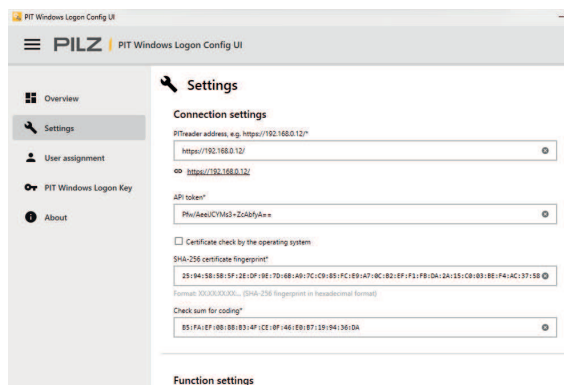 PIT Windows Logon Config UI
PILZ PIT Windows Logon Config UI
Overview
Settings
User assignment
PIT Windows Logon Key
About
Settings
Connection settings
PITreader address, e.g. https://192.168.0.12/*
https://192.168.0.12/
https://192.168.0.12/
API token*
Pfw/AeeUCYMs3+ZcAbfyA==
Certificate check by the operating system
SHA-256 certificate fingerprint*
25:94:58:58:5F:2E:DF:9E:7D:6B:A9:7C:C9:85:FC:E9:A7:0C:B2:EF:F1:FB:DA:2A:15:C0:03:BE:F4:AC:37:5B
Format: XX:XX:XX:XX:... (SHA-256 fingerprint in hexadecimal format)
Check sum for coding*
B5:FA:EF:08:B8:B3:4F:CE:0F:46:E0:B7:19:94:36:DA
Function settings